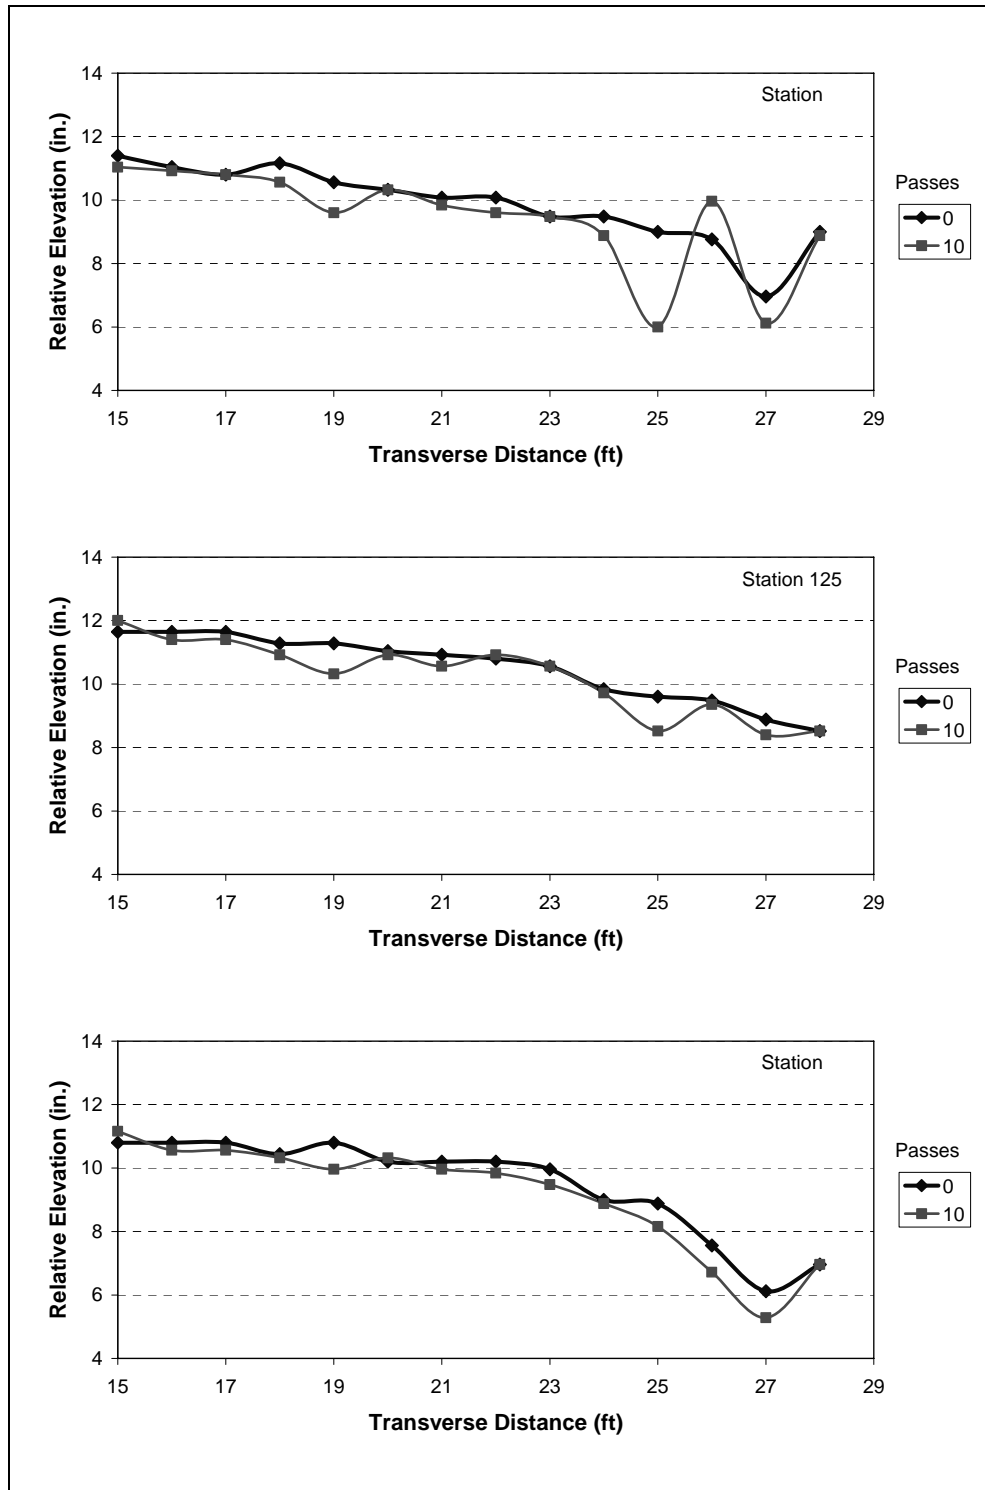 Station
14
12
10
8
6
4
Relative Elevation (in.)
15 17 19 21 23 25 27 29
Transverse Distance (ft)
Passes
0
10
Station 125
14
12
10
8
6
4
Relative Elevation (in.)
15 17 19 21 23 25 27 29
Transverse Distance (ft)
Passes
0
10
Station
14
12
10
8
6
4
Relative Elevation (in.)
15 17 19 21 23 25 27 29
Transverse Distance (ft)
Passes
0
10